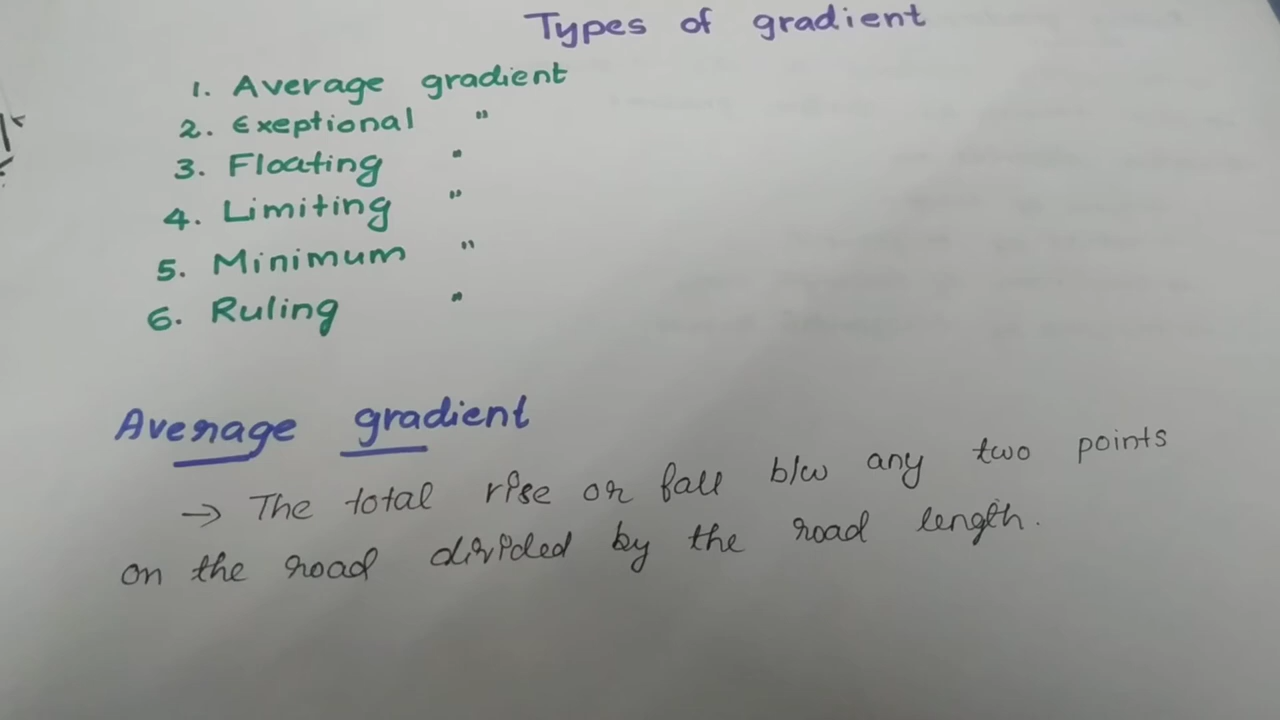 Types of gradient
1. Average gradient
2. Exeptional "
3. Floating "
4. Limiting "
5. Minimum "
6. Ruling "
Average gradient
→ The total rise or fall b/w any two points
on the road divided by the road length.